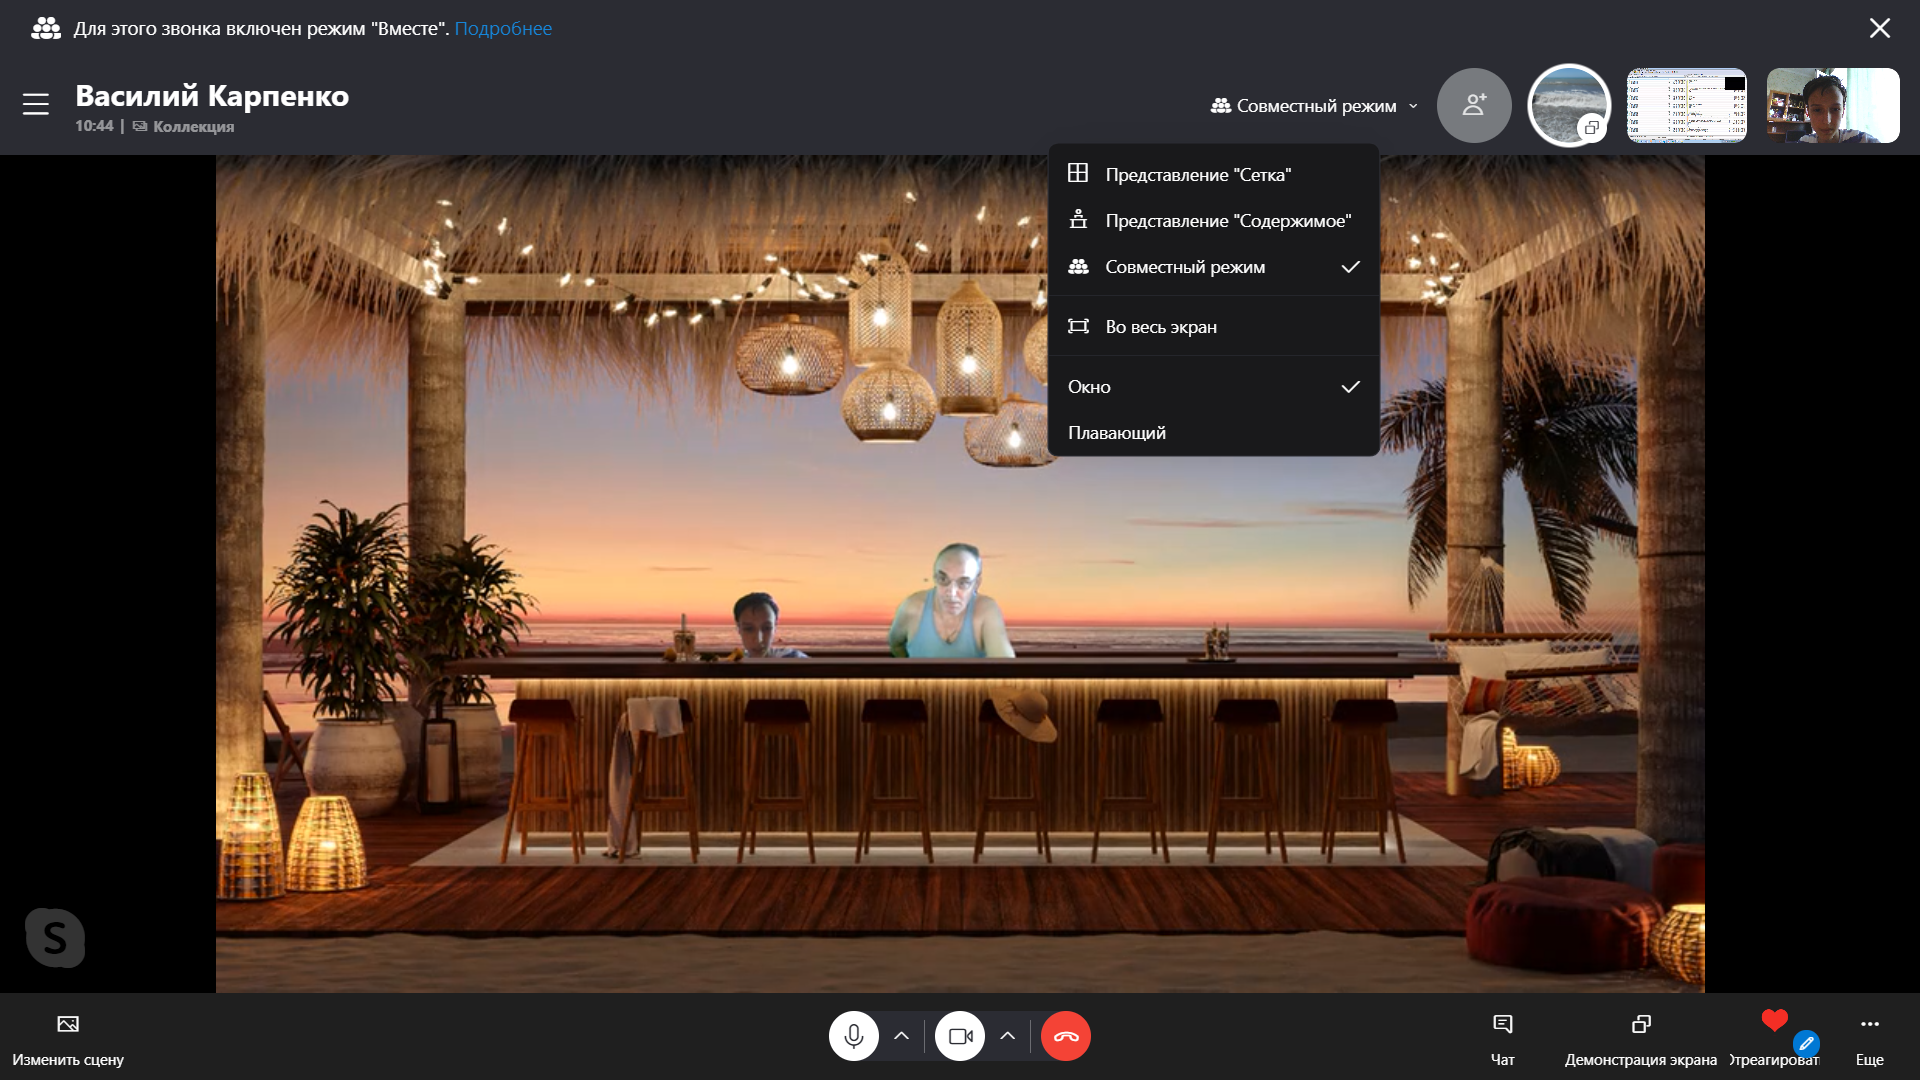 Для этого звонка включен режим "Вместе". Подробнее
Василий Карпенко
10:44 | Коллекция
Совместный режим
Представление "Сетка"
Представление "Содержимое"
Совместный режим
Во весь экран
Окно
Плавающий
S
Изменить сцену
Чат
Демонстрация экрана
Отреагироват
Еще